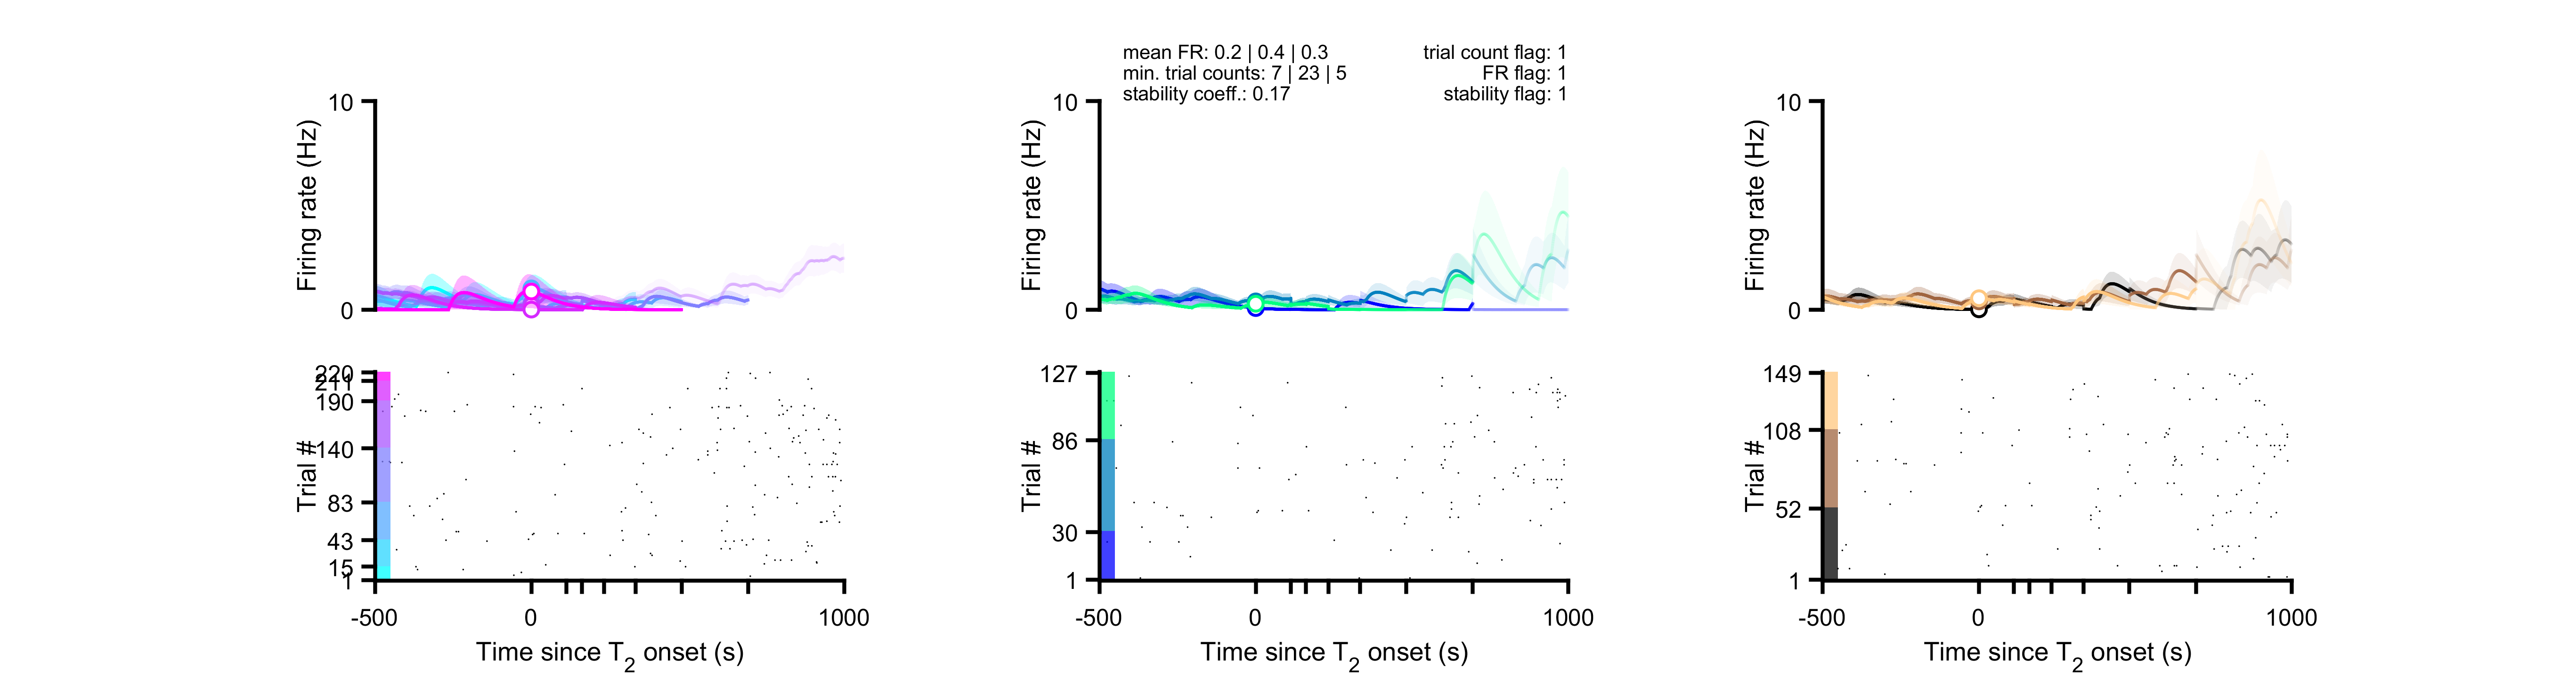 mean FR: 0.2 | 0.4 | 0.3
min. trial counts: 7 | 23 | 5
stability coeff.: 0.17
trial count flag: 1
FR flag: 1
stability flag: 1
10
0
Firing rate (Hz)
10
0
Firing rate (Hz)
10
0
Firing rate (Hz)
320
190
140
83
43
15
1
Trial #
-500
0
1000
Time since T2 onset (s)
127
86
30
1
Trial #
-500
0
1000
Time since T2 onset (s)
149
108
52
1
Trial #
-500
0
1000
Time since T2 onset (s)